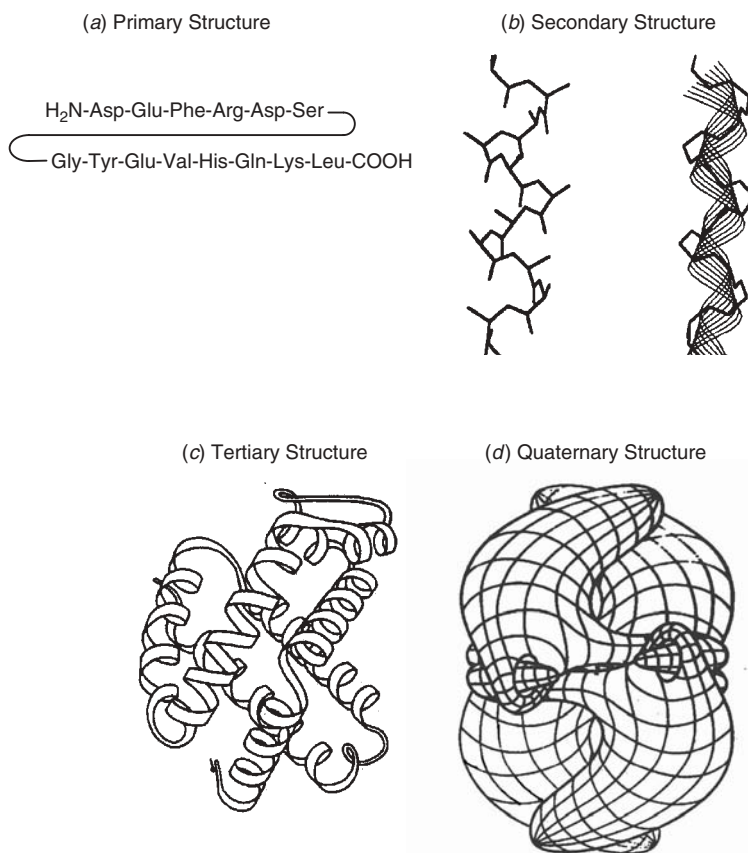 (a) Primary Structure
H₂N-Asp-Glu-Phe-Arg-Asp-Ser
Gly-Tyr-Glu-Val-His-Gln-Lys-Leu-COOH
(b) Secondary Structure
(c) Tertiary Structure
(d) Quaternary Structure